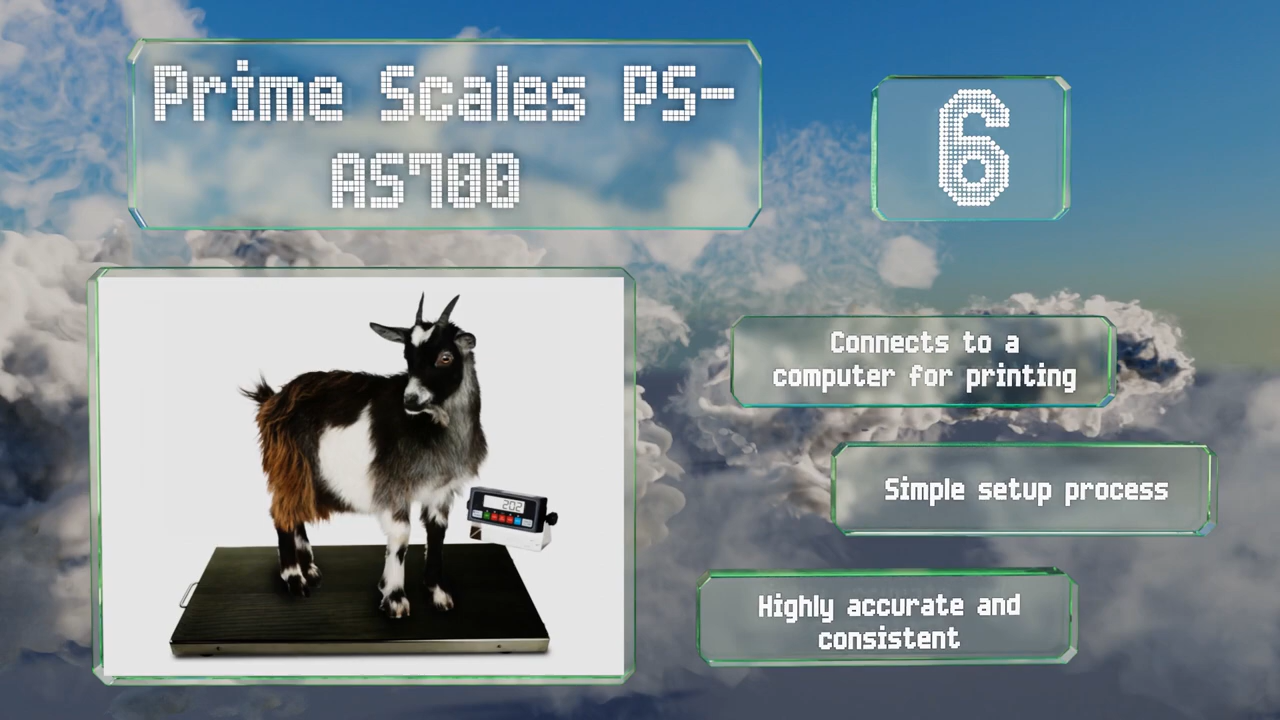 Prime Scales PS-
AS700
6
Connects to a
computer for printing
Simple setup process
Highly accurate and
consistent
202